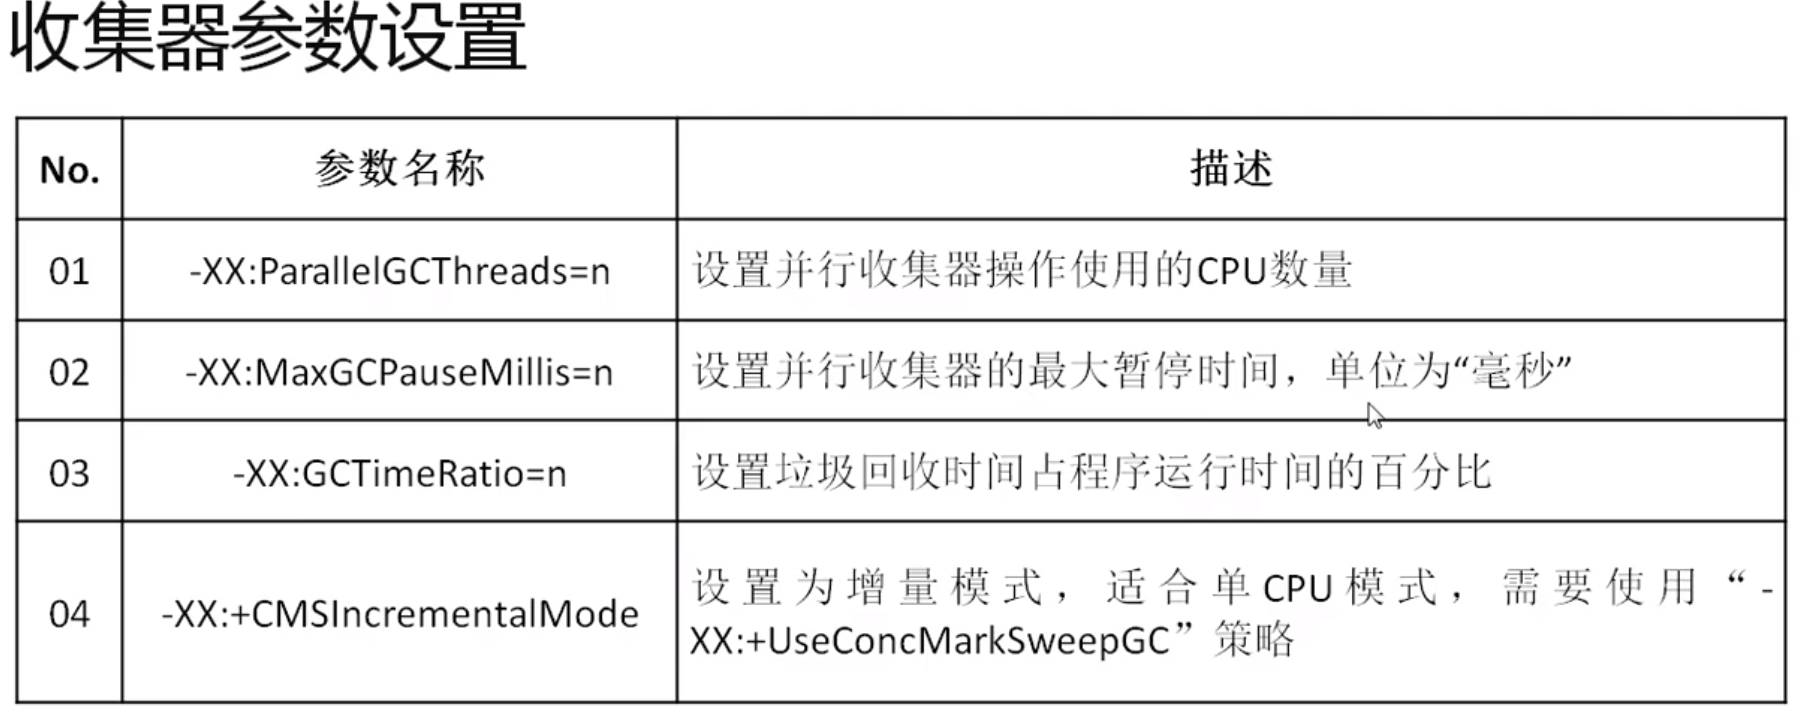 收集器参数设置
No. 参数名称 描述
01 -XX:ParallelGCThreads=n 设置并行收集器操作使用的CPU数量
02 -XX:MaxGCPauseMillis=n 设置并行收集器的最大暂停时间，单位为“毫秒”
03 -XX:GCTimeRatio=n 设置垃圾回收时间占程序运行时间的百分比
04 -XX:+CMSIncrementalMode 设置为增量模式，适合单CPU模式，需要使用“-
XX:+UseConcMarkSweepGC”策略